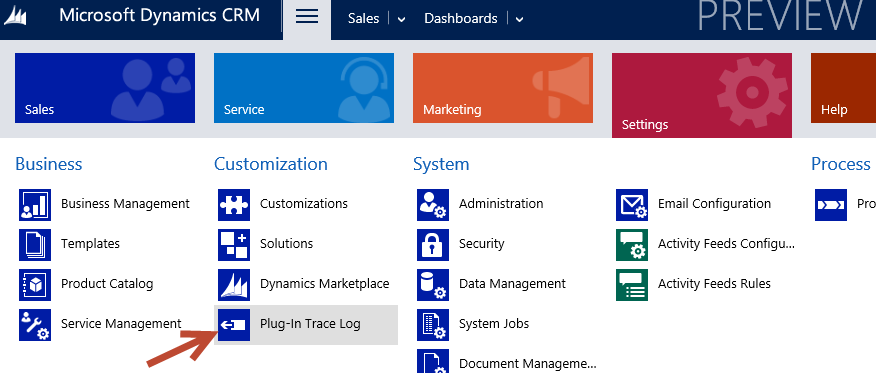 Microsoft Dynamics CRM
Sales
Dashboards
PREVIEW
Sales
Service
Marketing
Settings
Help
Business
Customization
System
Process
Business Management
Customizations
Administration
Email Configuration
Pro
Templates
Solutions
Security
Activity Feeds Configu...
Product Catalog
Dynamics Marketplace
Data Management
Activity Feeds Rules
Service Management
Plug-In Trace Log
System Jobs
Document Manageme...